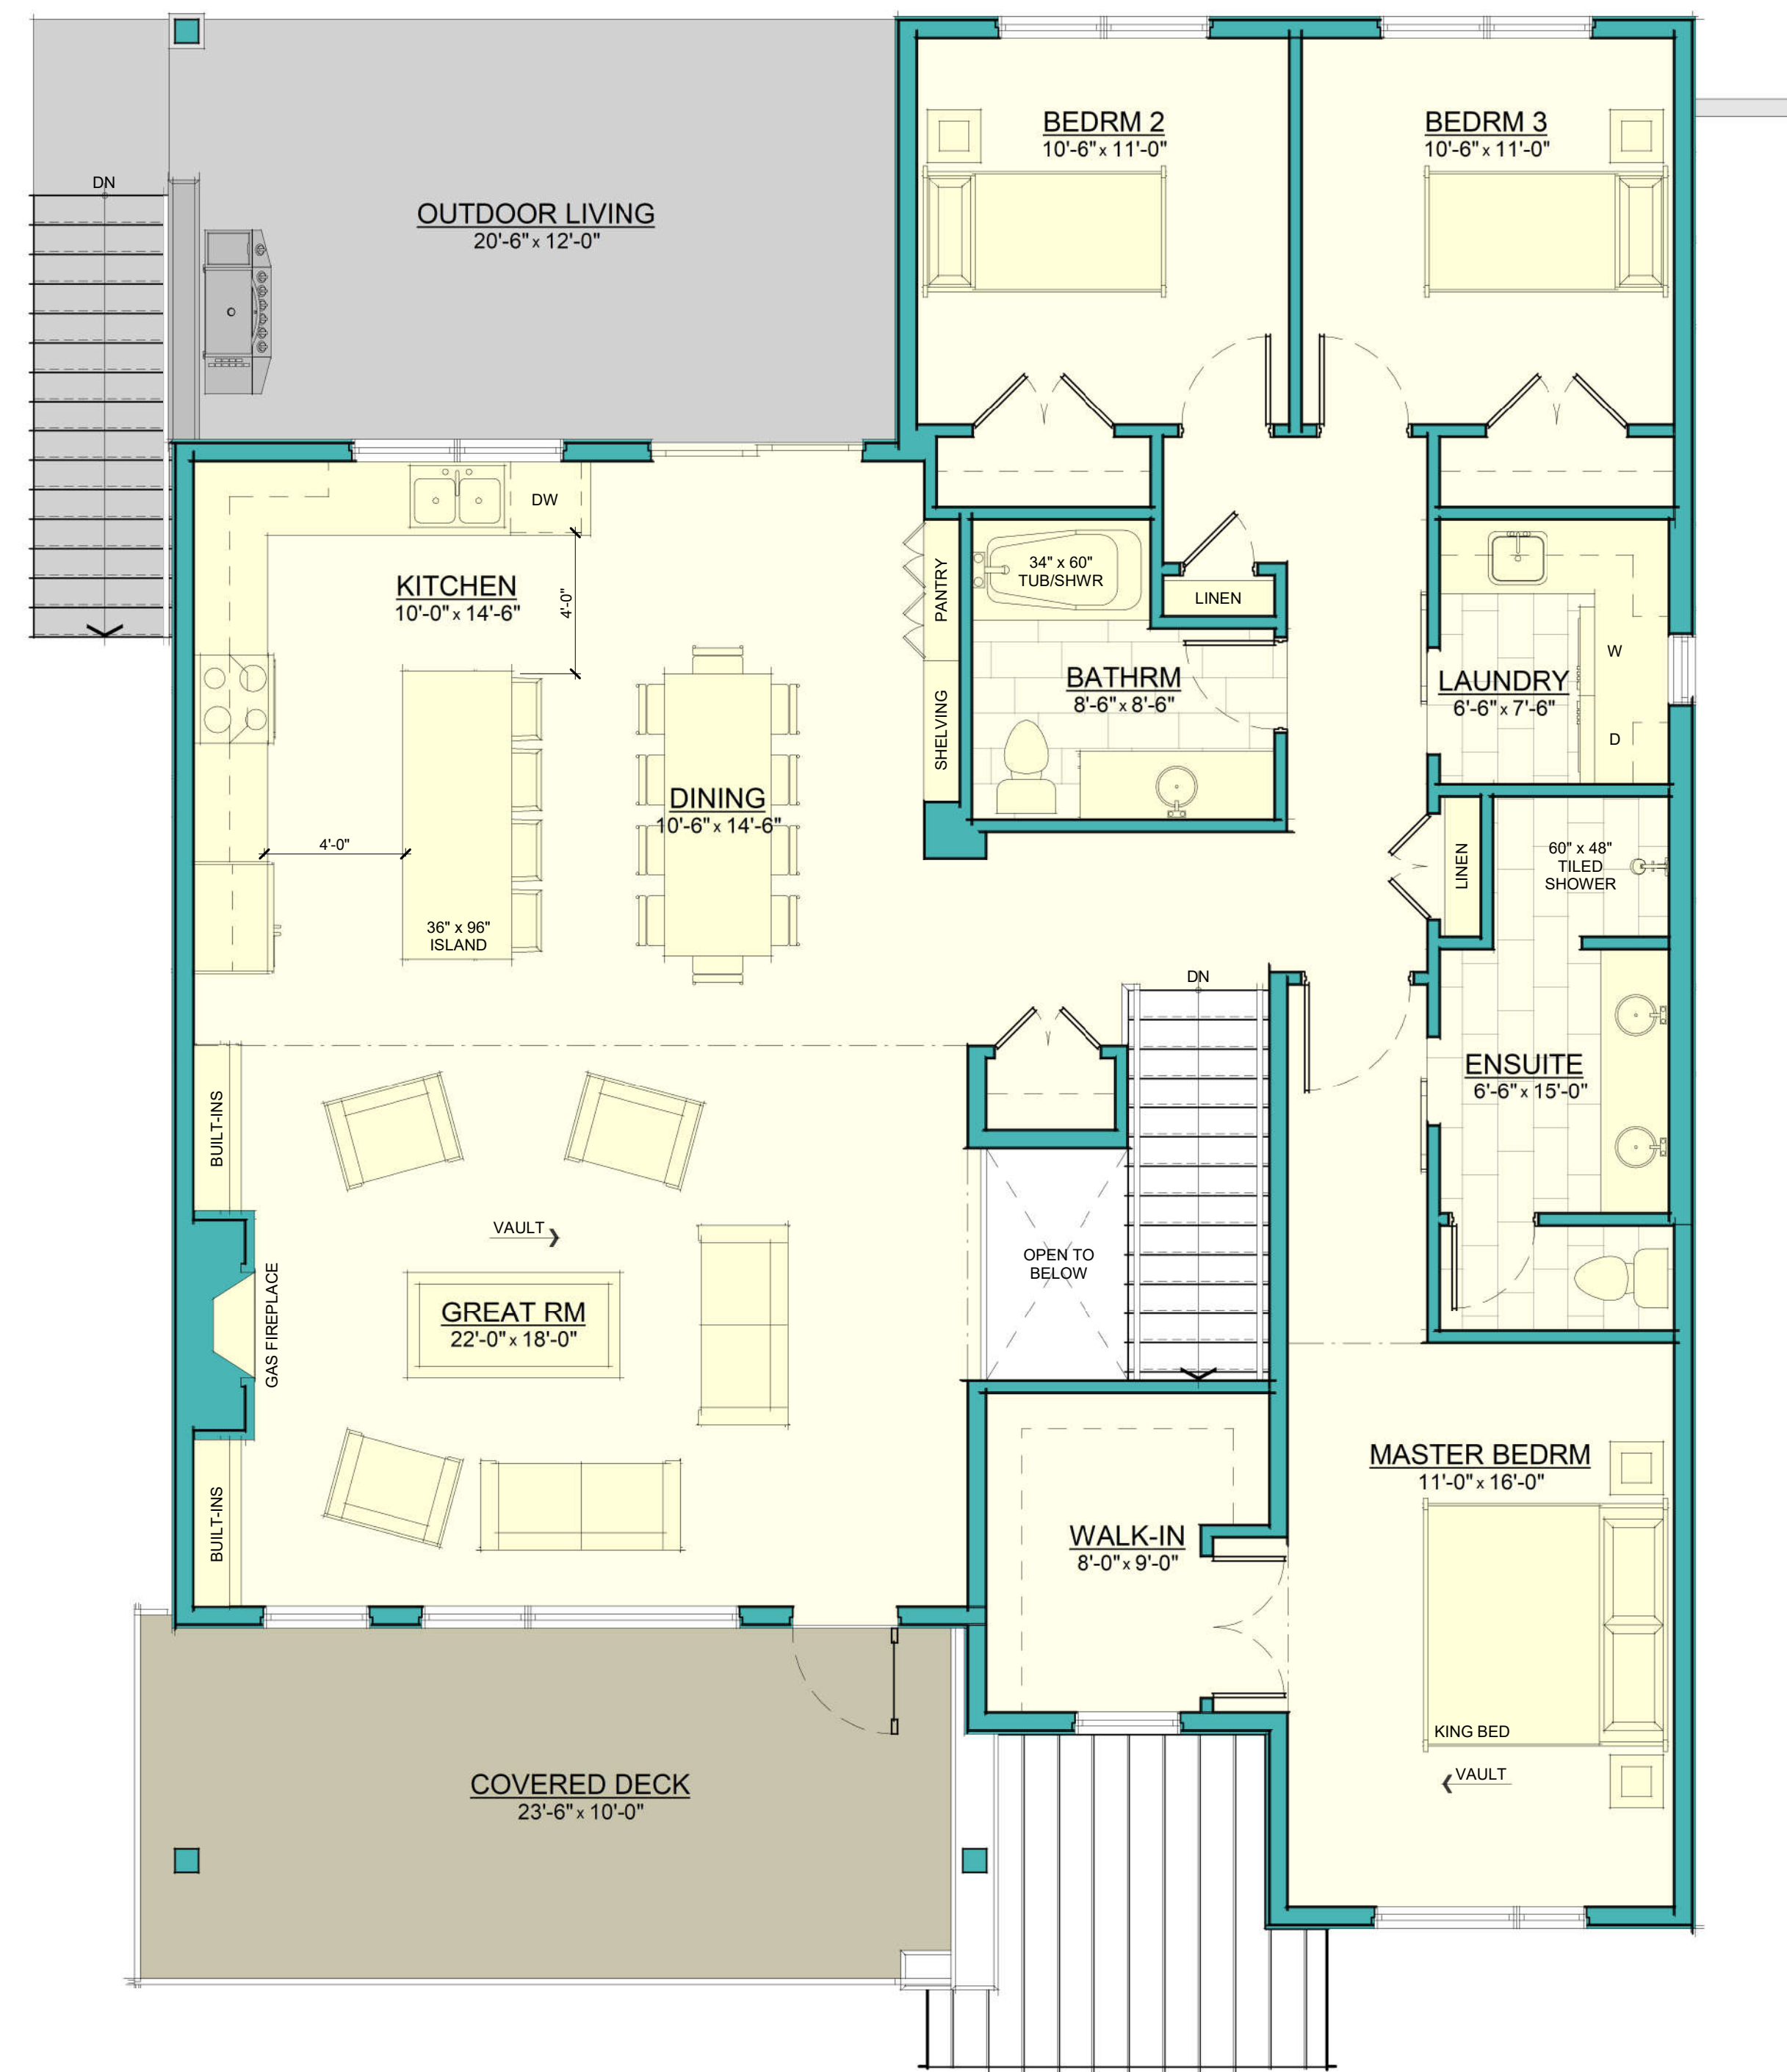 BEDRM 2
10'-6" x 11'-0"
BEDRM 3
10'-6" x 11'-0"
DN
OUTDOOR LIVING
20'-6" x 12'-0"
DW
KITCHEN
10'-0" x 14'-6"
4'-0"
PANTRY
34" x 60"
TUB/SHWR
LINEN
BATHRM
8'-6" x 8'-6"
SHELVING
LAUNDRY
6'-6" x 7'-6"
W
D
DINING
10'-6" x 14'-6"
4'-0"
36" x 96"
ISLAND
LINEN
60" x 48"
TILED
SHOWER
DN
ENSUITE
6'-6" x 15'-0"
BUILT-INS
VAULT
OPEN TO
BELOW
GAS FIREPLACE
GREAT RM
22'-0" x 18'-0"
MASTER BEDRM
11'-0" x 16'-0"
BUILT-INS
WALK-IN
8'-0" x 9'-0"
KING BED
VAULT
COVERED DECK
23'-6" x 10'-0"